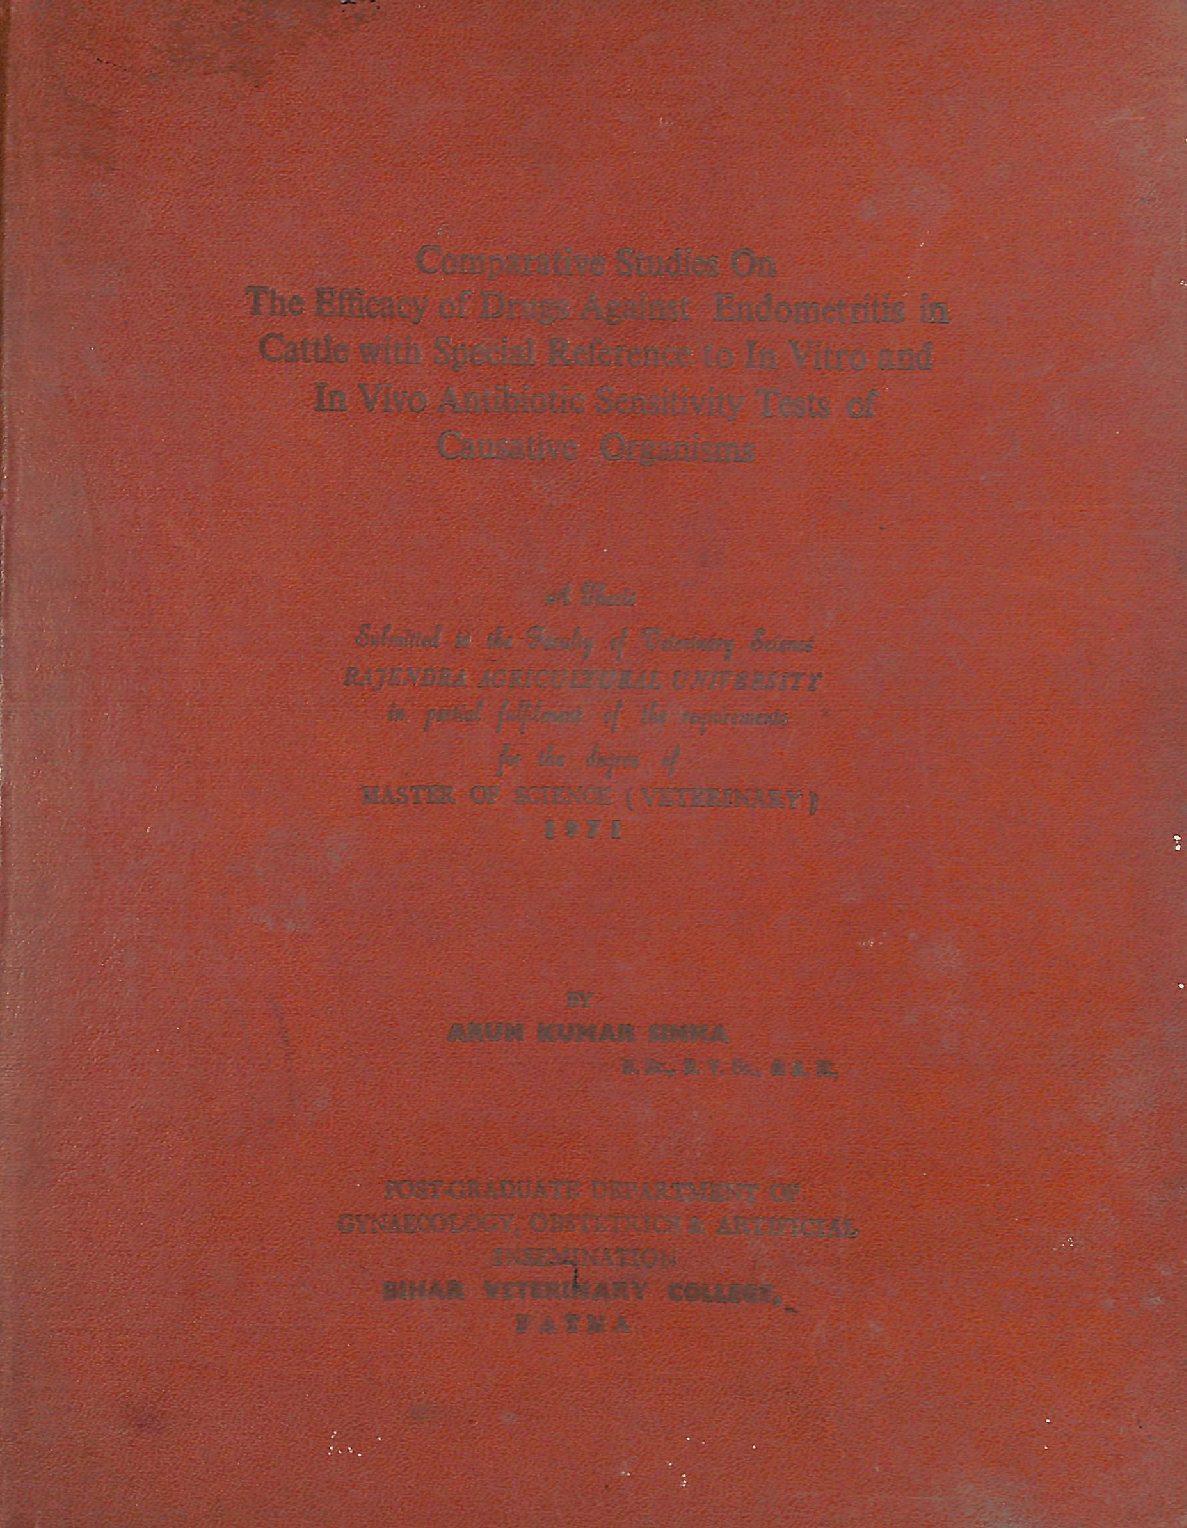 Comparative Studies On
The Efficacy of Drugs Against Endometritis in
Cattle with Special Reference to In Vitro and
In Vivo Antibiotic Sensitivity Tests of
Causative Organisms
A Thesis
Submitted to the Faculty of Veterinary Science
RAJENDRA AGRICULTURAL UNIVERSITY
in partial fulfilment of the requirements
for the degree of
MASTER OF SCIENCE (VETERINARY)
1971
BY
ARUN KUMAR SINHA
B. Sc., B. V. Sc., & A. H.,
POST-GRADUATE DEPARTMENT OF
GYNAECOLOGY, OBSTETRICS & ARTIFICIAL
INSEMINATION
BIHAR VETERINARY COLLEGE,
PATNA